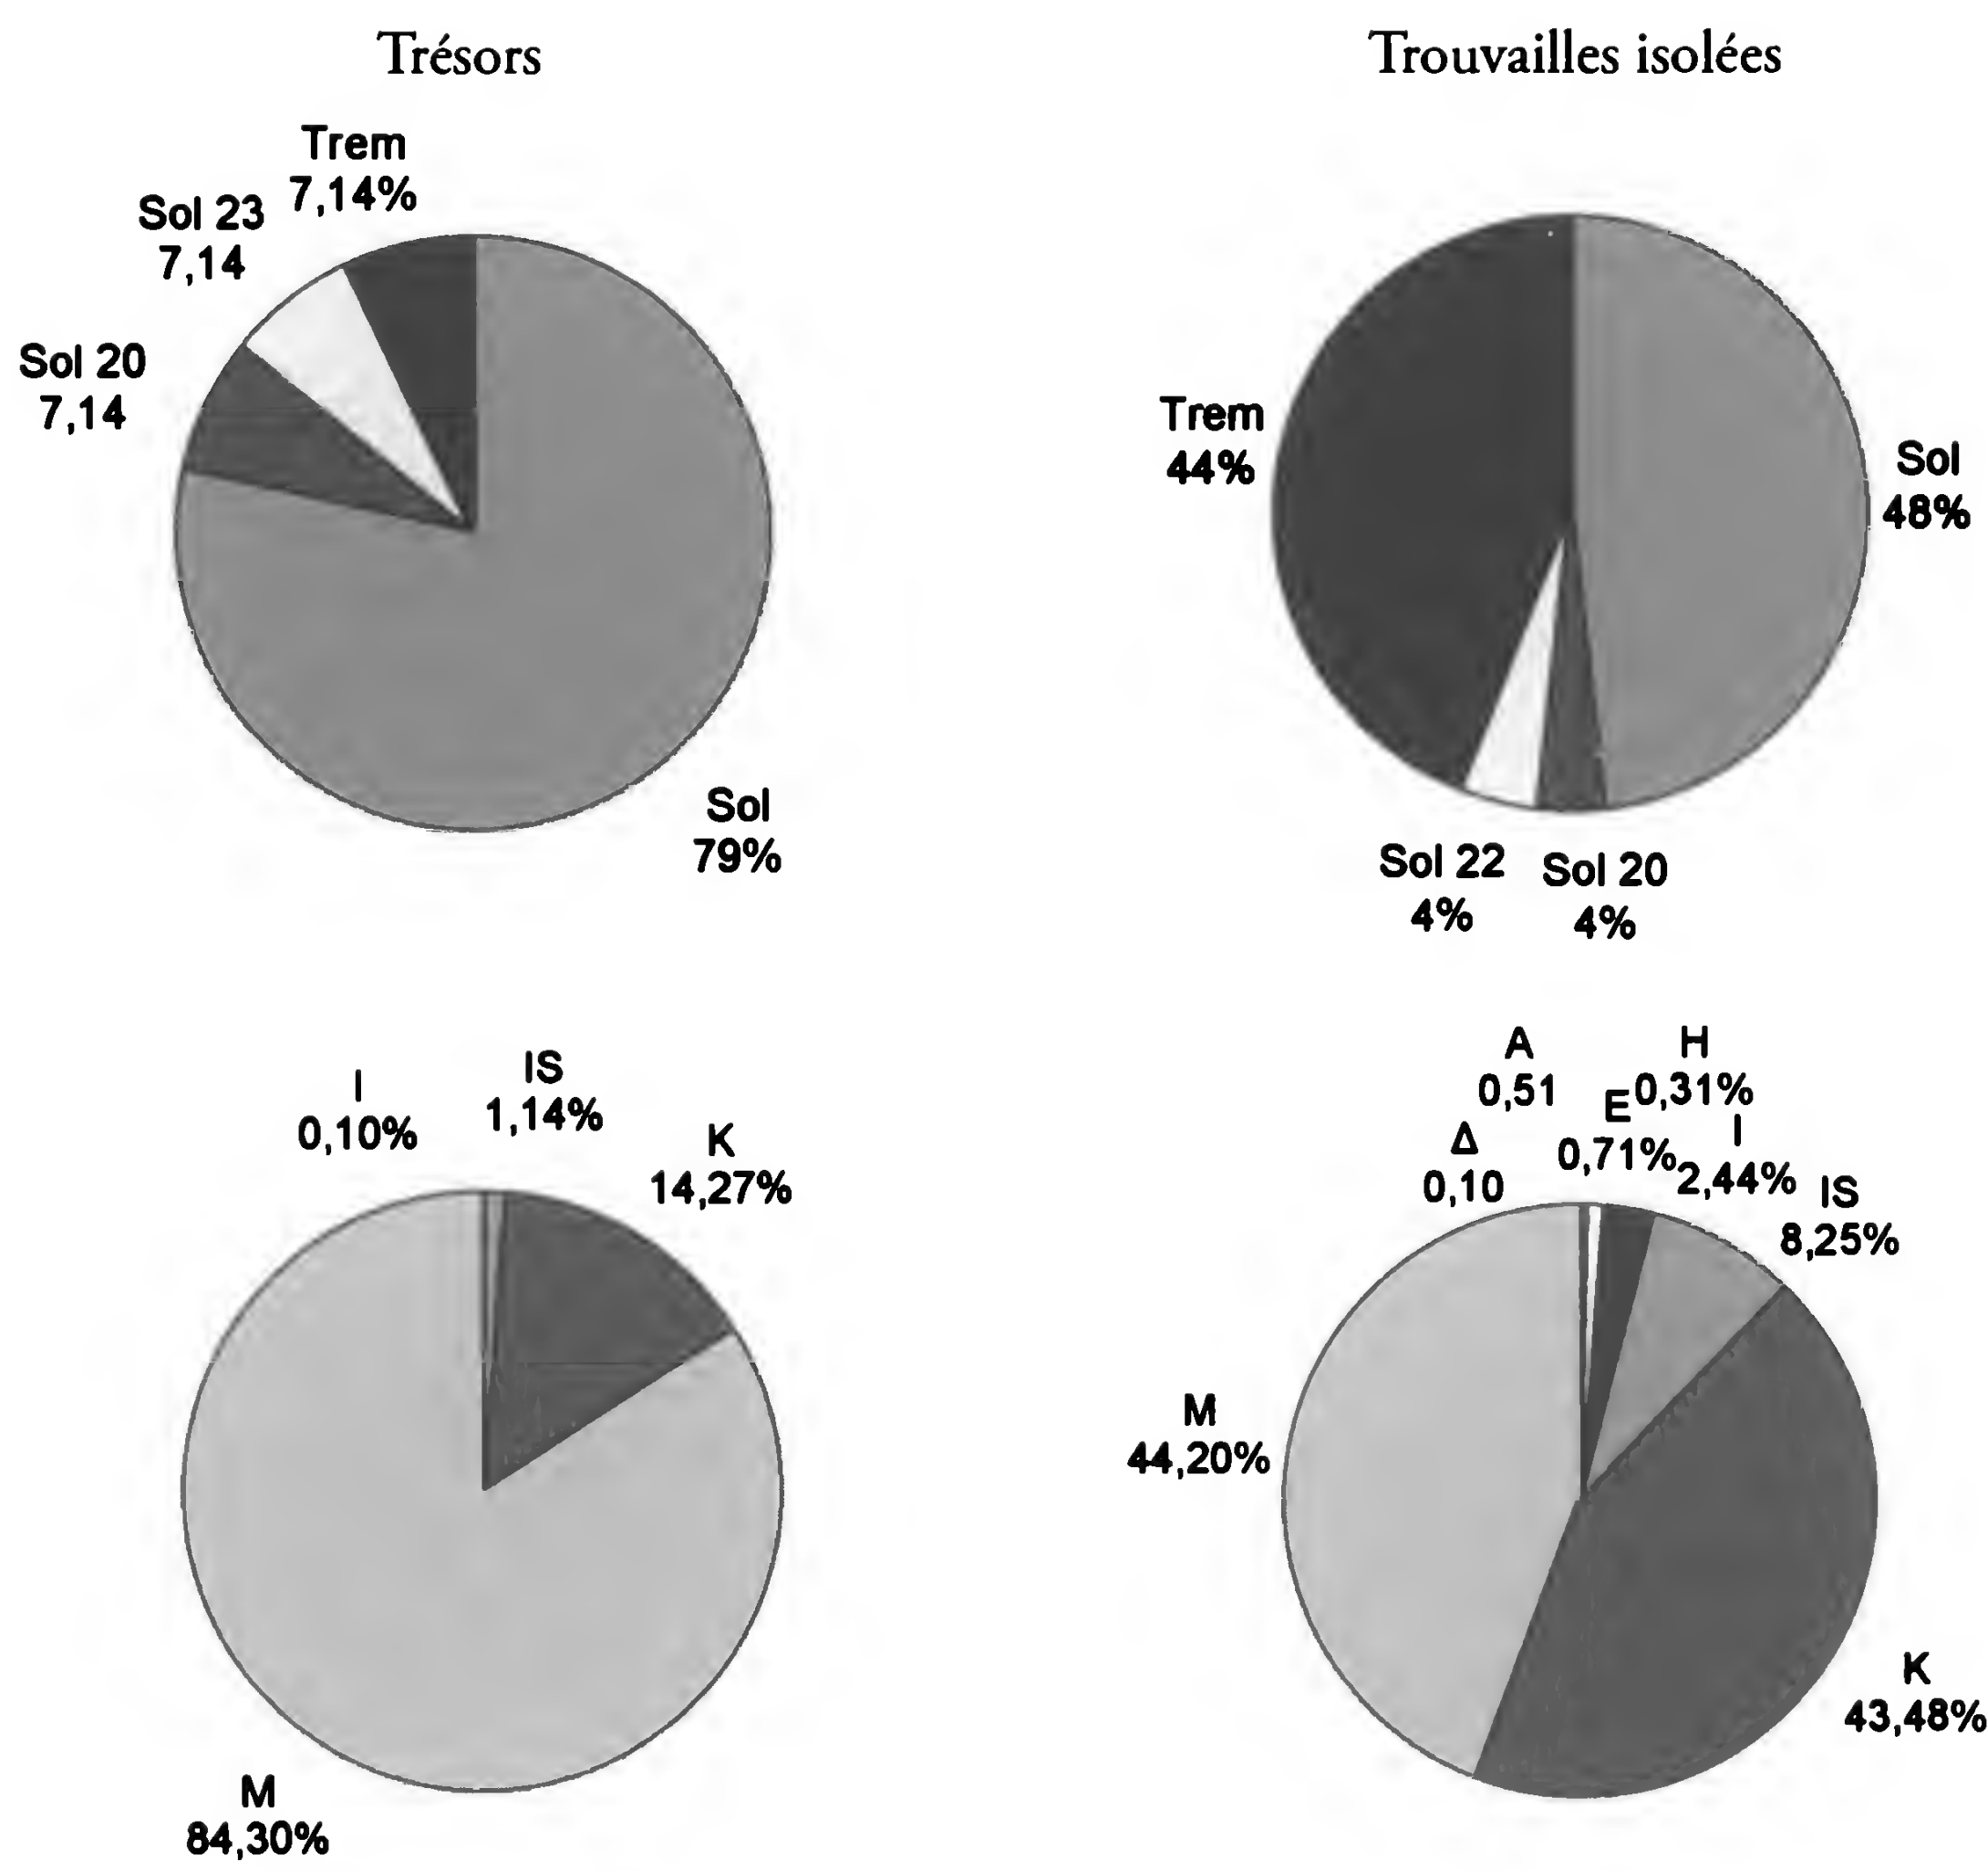 Trésors
Trouvailles isolées
Trem
7,14%
Sol 23
7,14
Sol 20
7,14
Sol
79%
Trem
44%
Sol
48%
Sol 22
4%
Sol 20
4%
I
0,10%
IS
1,14%
K
14,27%
M
84,30%
A
0,51
H
0,31%
E
0,71%
Δ
0,10
I
2,44%
IS
8,25%
M
44,20%
K
43,48%